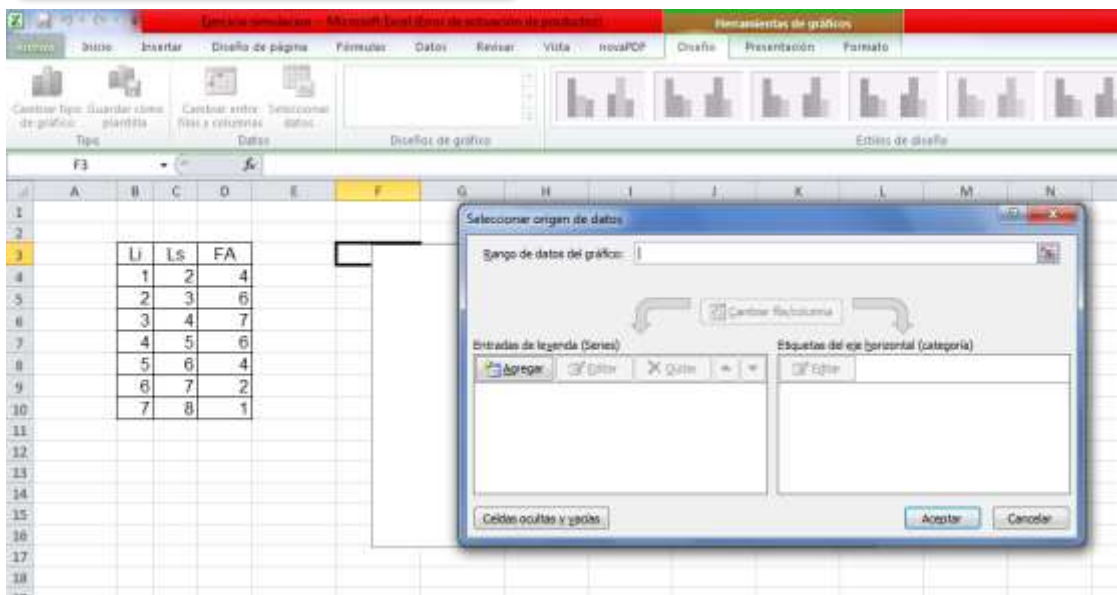 Ejercicio simulacion - Microsoft Excel (Error de activación de productos) Herramientas de gráficos
Archivo Inicio Insertar Diseño de página Fórmulas Datos Revisar Vista novaPDF Diseño Presentación Formato
Cambiar tipo de gráfico Guardar como plantilla Cambiar entre filas y columnas Seleccionar datos
Tipo Datos Diseños de gráfico Estilos de diseño
F3 fx
A B C D E F G H I J K L M N
1
2
3 Li Ls FA
4 1 2 4
5 2 3 6
6 3 4 7
7 4 5 6
8 5 6 4
9 6 7 2
10 7 8 1
11
12
13
14
15
16
17
18
Seleccionar origen de datos
Rango de datos del gráfico:
Cambiar fila/columna
Entradas de leyenda (Series) Etiquetas del eje horizontal (categoría)
Agregar Editar Quitar Editar
Celdas ocultas y vacías Aceptar Cancelar